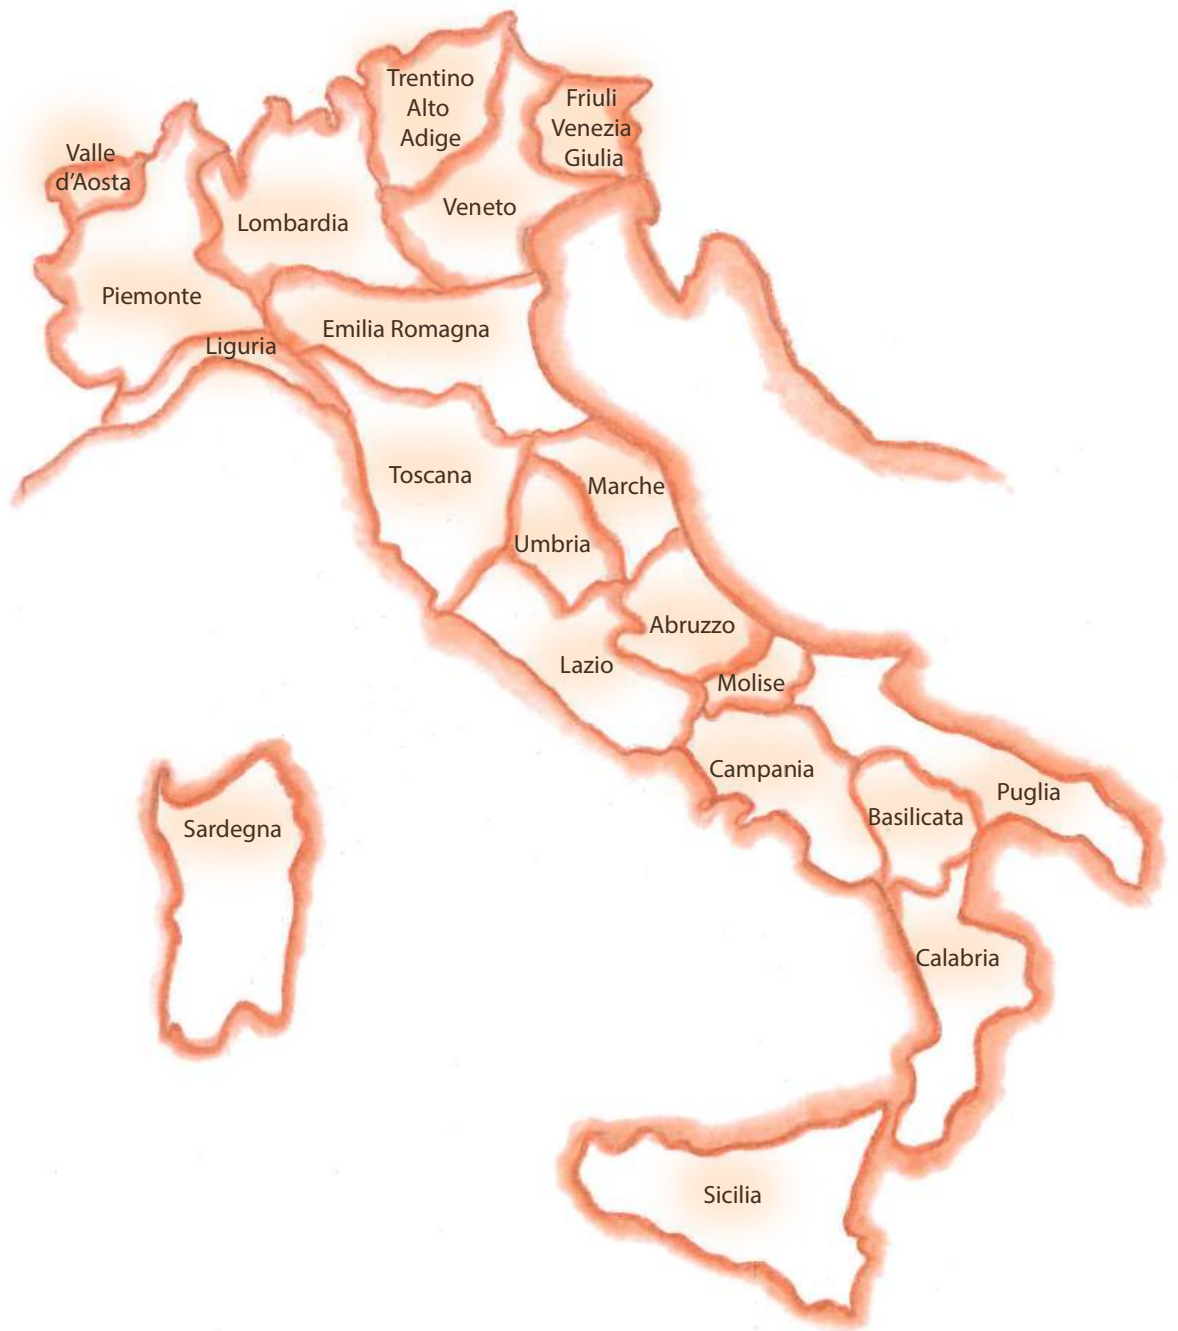 Trentino
Alto
Adige
Friuli
Venezia
Giulia
Valle
d'Aosta
Veneto
Lombardia
Piemonte
Emilia Romagna
Liguria
Toscana
Marche
Umbria
Abruzzo
Lazio
Molise
Campania
Puglia
Basilicata
Sardegna
Calabria
Sicilia